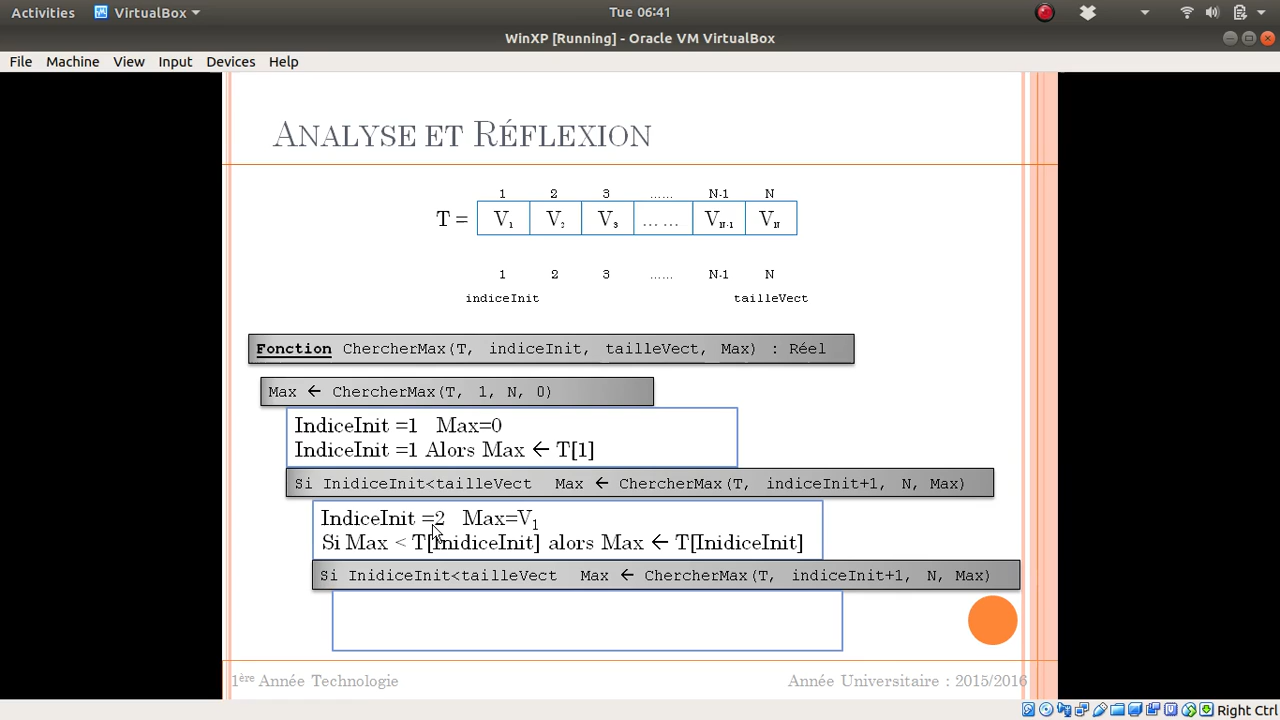 Activities VirtualBox Tue 06:41
WinXP [Running] - Oracle VM VirtualBox
File Machine View Input Devices Help
Analyse et Réflexion
1 2 3 ...... N-1 N
T = V1 V2 V3 ... ... VN-1 VN
1 2 3 ...... N-1 N
indiceInit tailleVect
Fonction ChercherMax(T, indiceInit, tailleVect, Max) : Réel
Max ← ChercherMax(T, 1, N, 0)
IndiceInit =1 Max=0
IndiceInit =1 Alors Max ← T[1]
Si InidiceInit<tailleVect Max ← ChercherMax(T, indiceInit+1, N, Max)
IndiceInit =2 Max=V1
Si Max < T[InidiceInit] alors Max ← T[InidiceInit]
Si InidiceInit<tailleVect Max ← ChercherMax(T, indiceInit+1, N, Max)
1ère Année Technologie Année Universitaire : 2015/2016
Right Ctrl